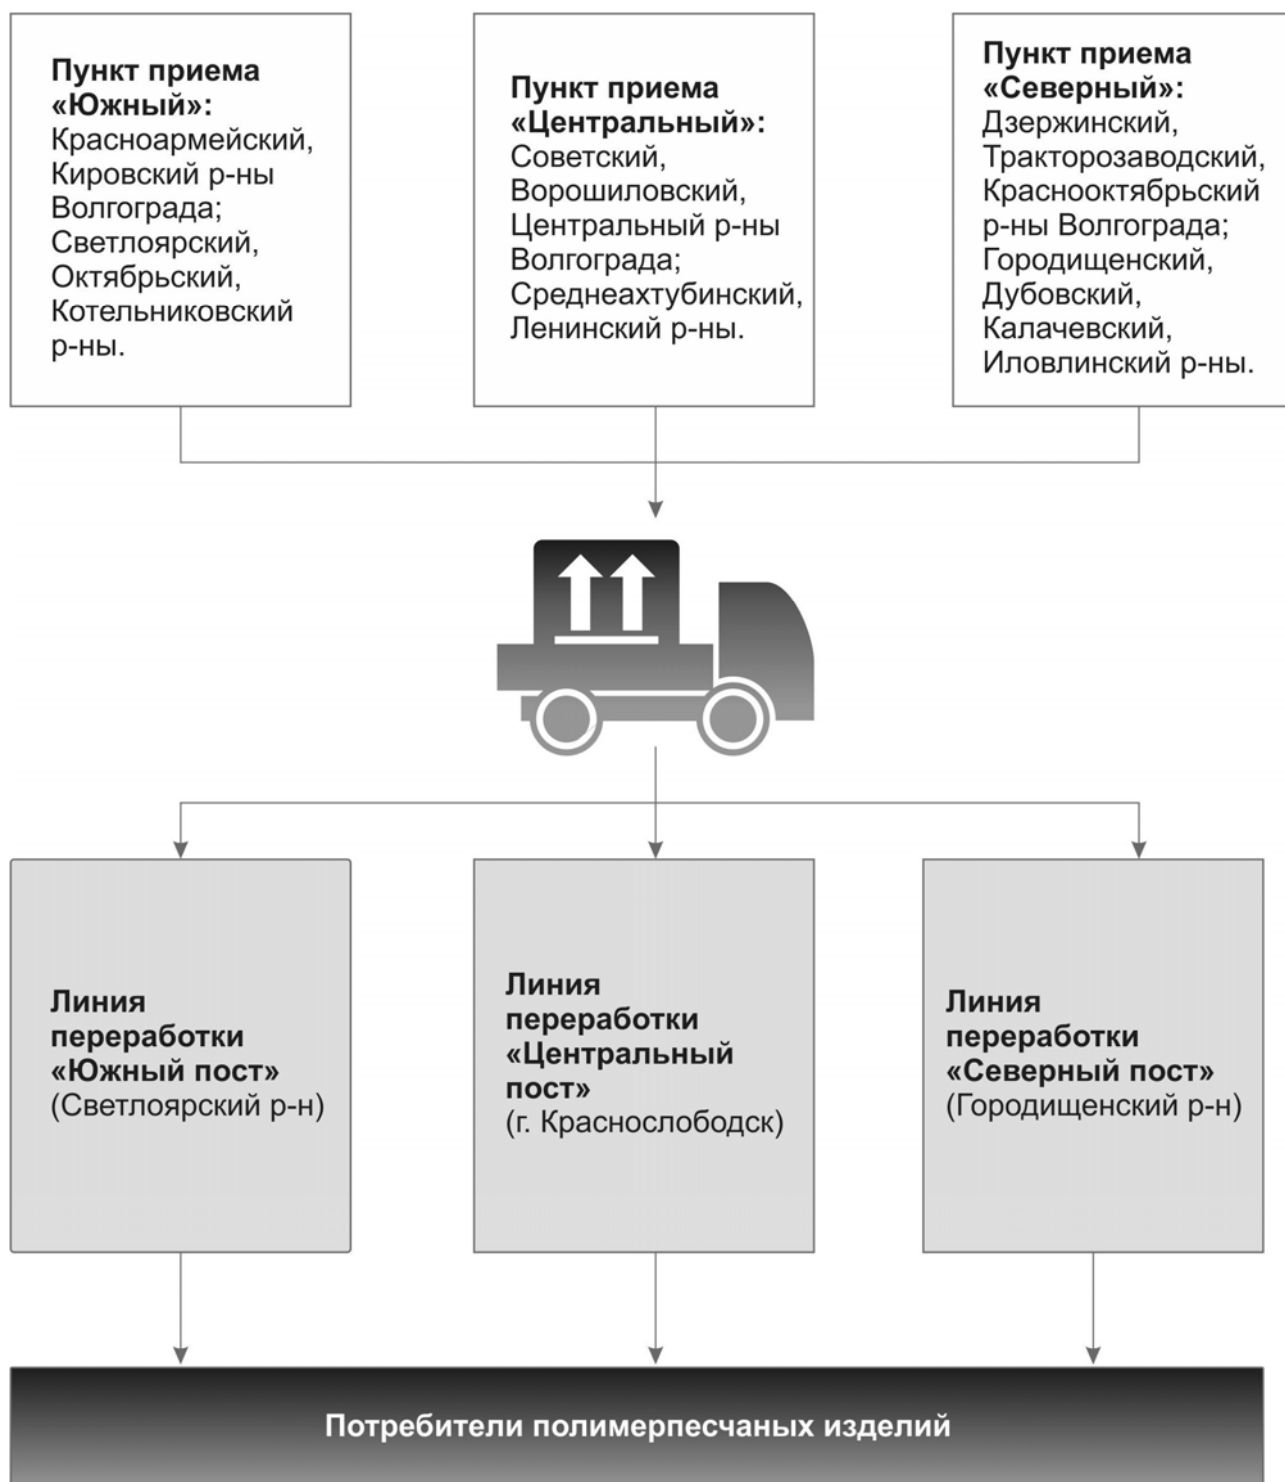 Пункт приема
«Южный»:
Красноармейский,
Кировский р-ны
Волгограда;
Светлоярский,
Октябрьский,
Котельниковский
р-ны.
Пункт приема
«Центральный»:
Советский,
Ворошиловский,
Центральный р-ны
Волгограда;
Среднеахтубинский,
Ленинский р-ны.
Пункт приема
«Северный»:
Дзержинский,
Тракторозаводский,
Краснооктябрьский
р-ны Волгограда;
Городищенский,
Дубовский,
Калачевский,
Иловлинский р-ны.
Линия
переработки
«Южный пост»
(Светлоярский р-н)
Линия
переработки
«Центральный
пост»
(г. Краснослободск)
Линия
переработки
«Северный пост»
(Городищенский р-н)
Потребители полимерпесчаных изделий